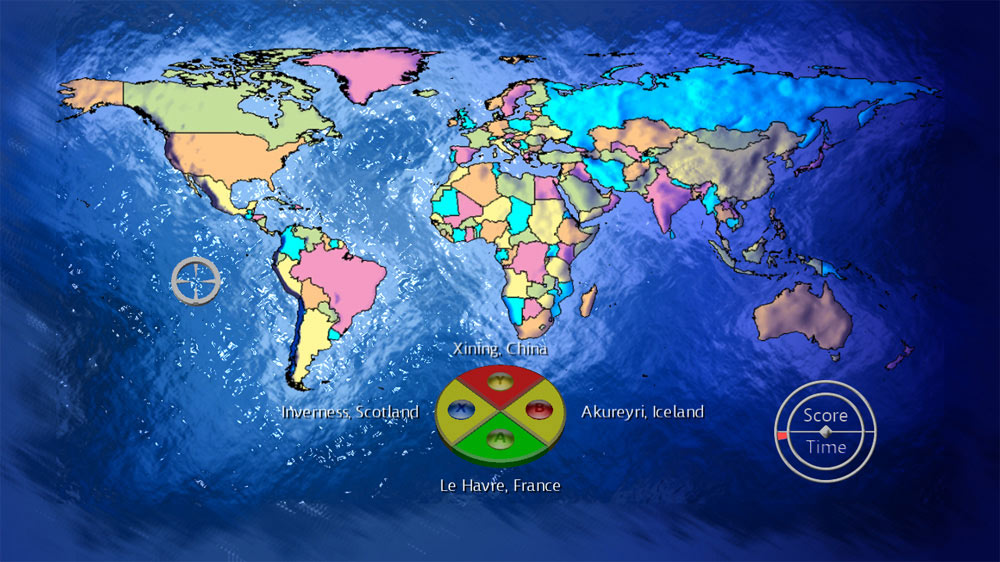 Xining, China
Y
Inverness, Scotland
X
B
Akureyri, Iceland
A
Le Havre, France
Score
Time